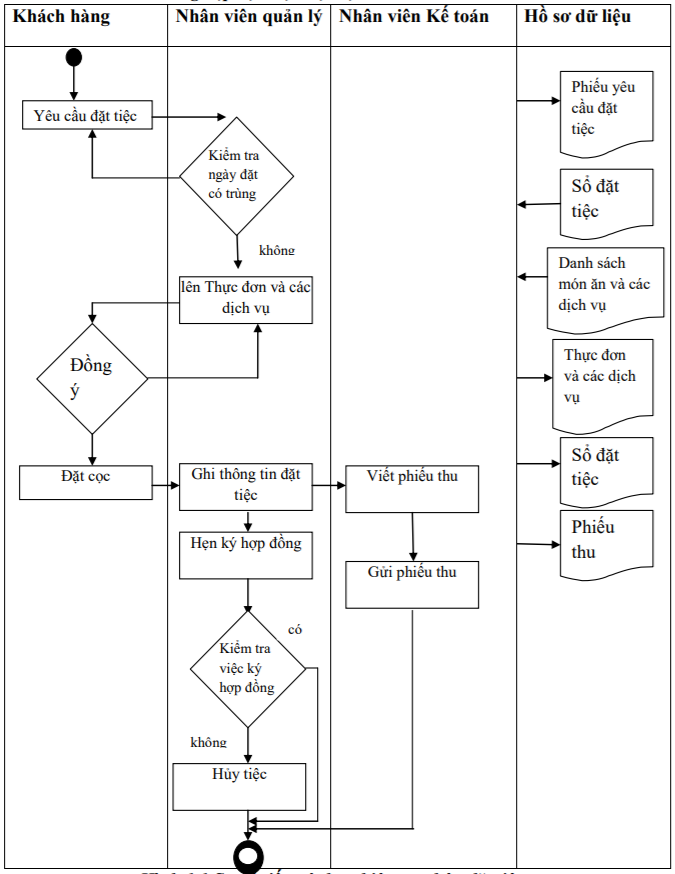 Khách hàng
Nhân viên quản lý
Nhân viên Kế toán
Hồ sơ dữ liệu
Yêu cầu đặt tiệc
Kiểm tra
ngày đặt
có trùng
không
lên Thực đơn và các
dịch vụ
Đồng
ý
Đặt cọc
Ghi thông tin đặt
tiệc
Viết phiếu thu
Hẹn ký hợp đồng
Gửi phiếu thu
có
Kiểm tra
việc ký
hợp đồng
không
Hủy tiệc
Phiếu yêu
cầu đặt
tiệc
Sổ đặt
tiệc
Danh sách
món ăn và các
dịch vụ
Thực đơn
và các dịch
vụ
Sổ đặt
tiệc
Phiếu
thu